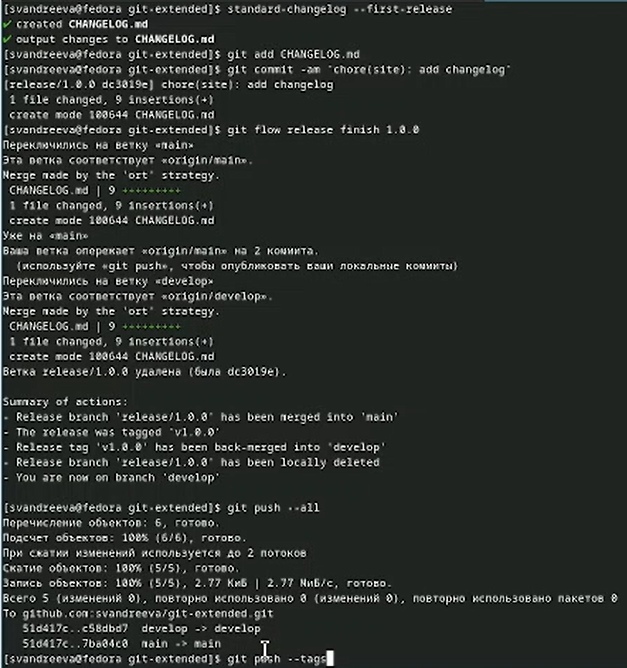 [svandreeva@fedora git-extended]$ standard-changelog --first-release
✔ created CHANGELOG.md
✔ output changes to CHANGELOG.md
[svandreeva@fedora git-extended]$ git add CHANGELOG.md
[svandreeva@fedora git-extended]$ git commit -am "chore(site): add changelog"
[release/1.0.0 dc3019e] chore(site): add changelog
 1 file changed, 9 insertions(+)
 create mode 100644 CHANGELOG.md
[svandreeva@fedora git-extended]$ git flow release finish 1.0.0
Переключились на ветку «main»
Эта ветка соответствует «origin/main».
Merge made by the 'ort' strategy.
 CHANGELOG.md | 9 +++++++++
 1 file changed, 9 insertions(+)
 create mode 100644 CHANGELOG.md
Уже на «main»
Ваша ветка опережает «origin/main» на 2 коммита.
  (используйте «git push», чтобы опубликовать ваши локальные коммиты)
Переключились на ветку «develop»
Эта ветка соответствует «origin/develop».
Merge made by the 'ort' strategy.
 CHANGELOG.md | 9 +++++++++
 1 file changed, 9 insertions(+)
 create mode 100644 CHANGELOG.md
Ветка release/1.0.0 удалена (была dc3019e).
Summary of actions:
- Release branch 'release/1.0.0' has been merged into 'main'
- The release was tagged 'v1.0.0'
- Release tag 'v1.0.0' has been back-merged into 'develop'
- Release branch 'release/1.0.0' has been locally deleted
- You are now on branch 'develop'
[svandreeva@fedora git-extended]$ git push --all
Перечисление объектов: 6, готово.
Подсчет объектов: 100% (6/6), готово.
При сжатии изменений используется до 2 потоков
Сжатие объектов: 100% (5/5), готово.
Запись объектов: 100% (5/5), 2.77 КиБ | 2.77 МиБ/с, готово.
Всего 5 (изменений 0), повторно использовано 0 (изменений 0), повторно использовано пакетов 0
To github.com:svandreeva/git-extended.git
   51d417c..c58dbd7  develop -> develop
   51d417c..7ba04c0  main -> main
[svandreeva@fedora git-extended]$ git push --tags